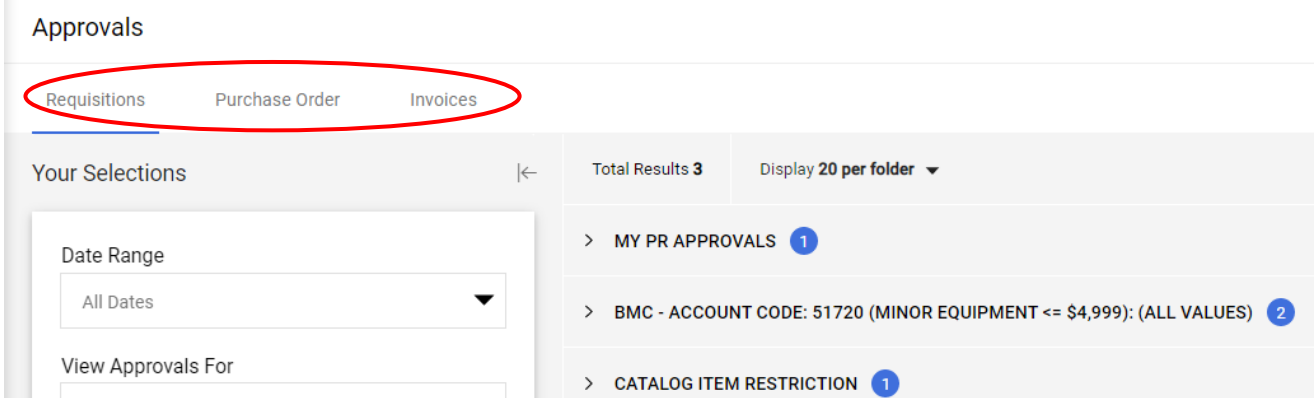 Approvals
Requisitions Purchase Order Invoices
Your Selections
Total Results 3 Display 20 per folder
Date Range
All Dates
View Approvals For
MY PR APPROVALS 1
BMC - ACCOUNT CODE: 51720 (MINOR EQUIPMENT <= $4,999): (ALL VALUES) 2
CATALOG ITEM RESTRICTION 1